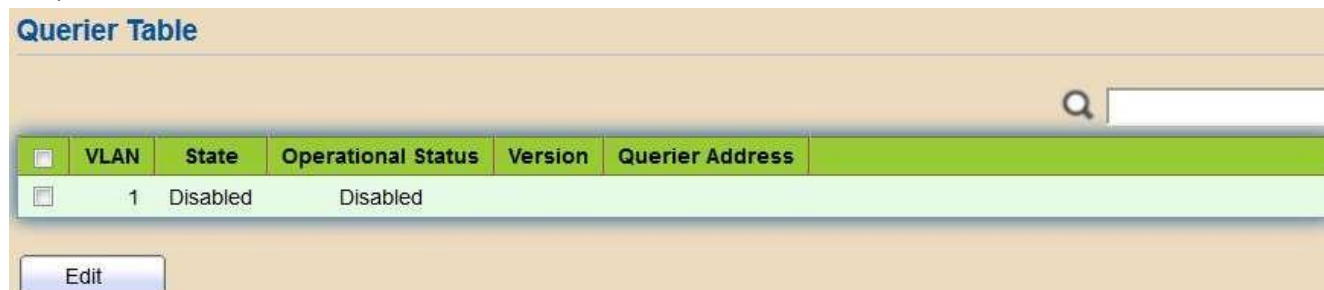 Querier Table
VLAN State Operational Status Version Querier Address
1 Disabled Disabled
Edit